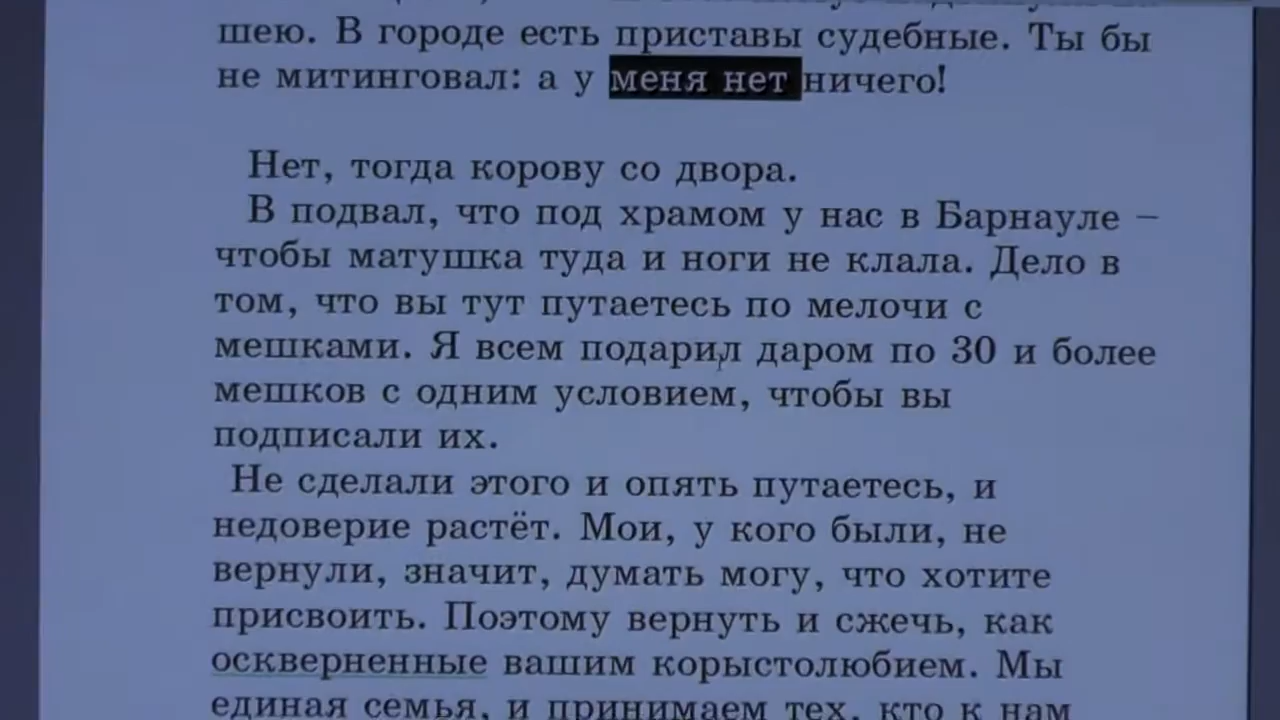 шею. В городе есть приставы судебные. Ты бы
не митинговал: а у меня нет ничего!
Нет, тогда корову со двора.
В подвал, что под храмом у нас в Барнауле –
чтобы матушка туда и ноги не клала. Дело в
том, что вы тут путаетесь по мелочи с
мешками. Я всем подарил даром по 30 и более
мешков с одним условием, чтобы вы
подписали их.
Не сделали этого и опять путаетесь, и
недоверие растёт. Мои, у кого были, не
вернули, значит, думать могу, что хотите
присвоить. Поэтому вернуть и сжечь, как
оскверненные вашим корыстолюбием. Мы
единая семья, и принимаем тех, кто к нам